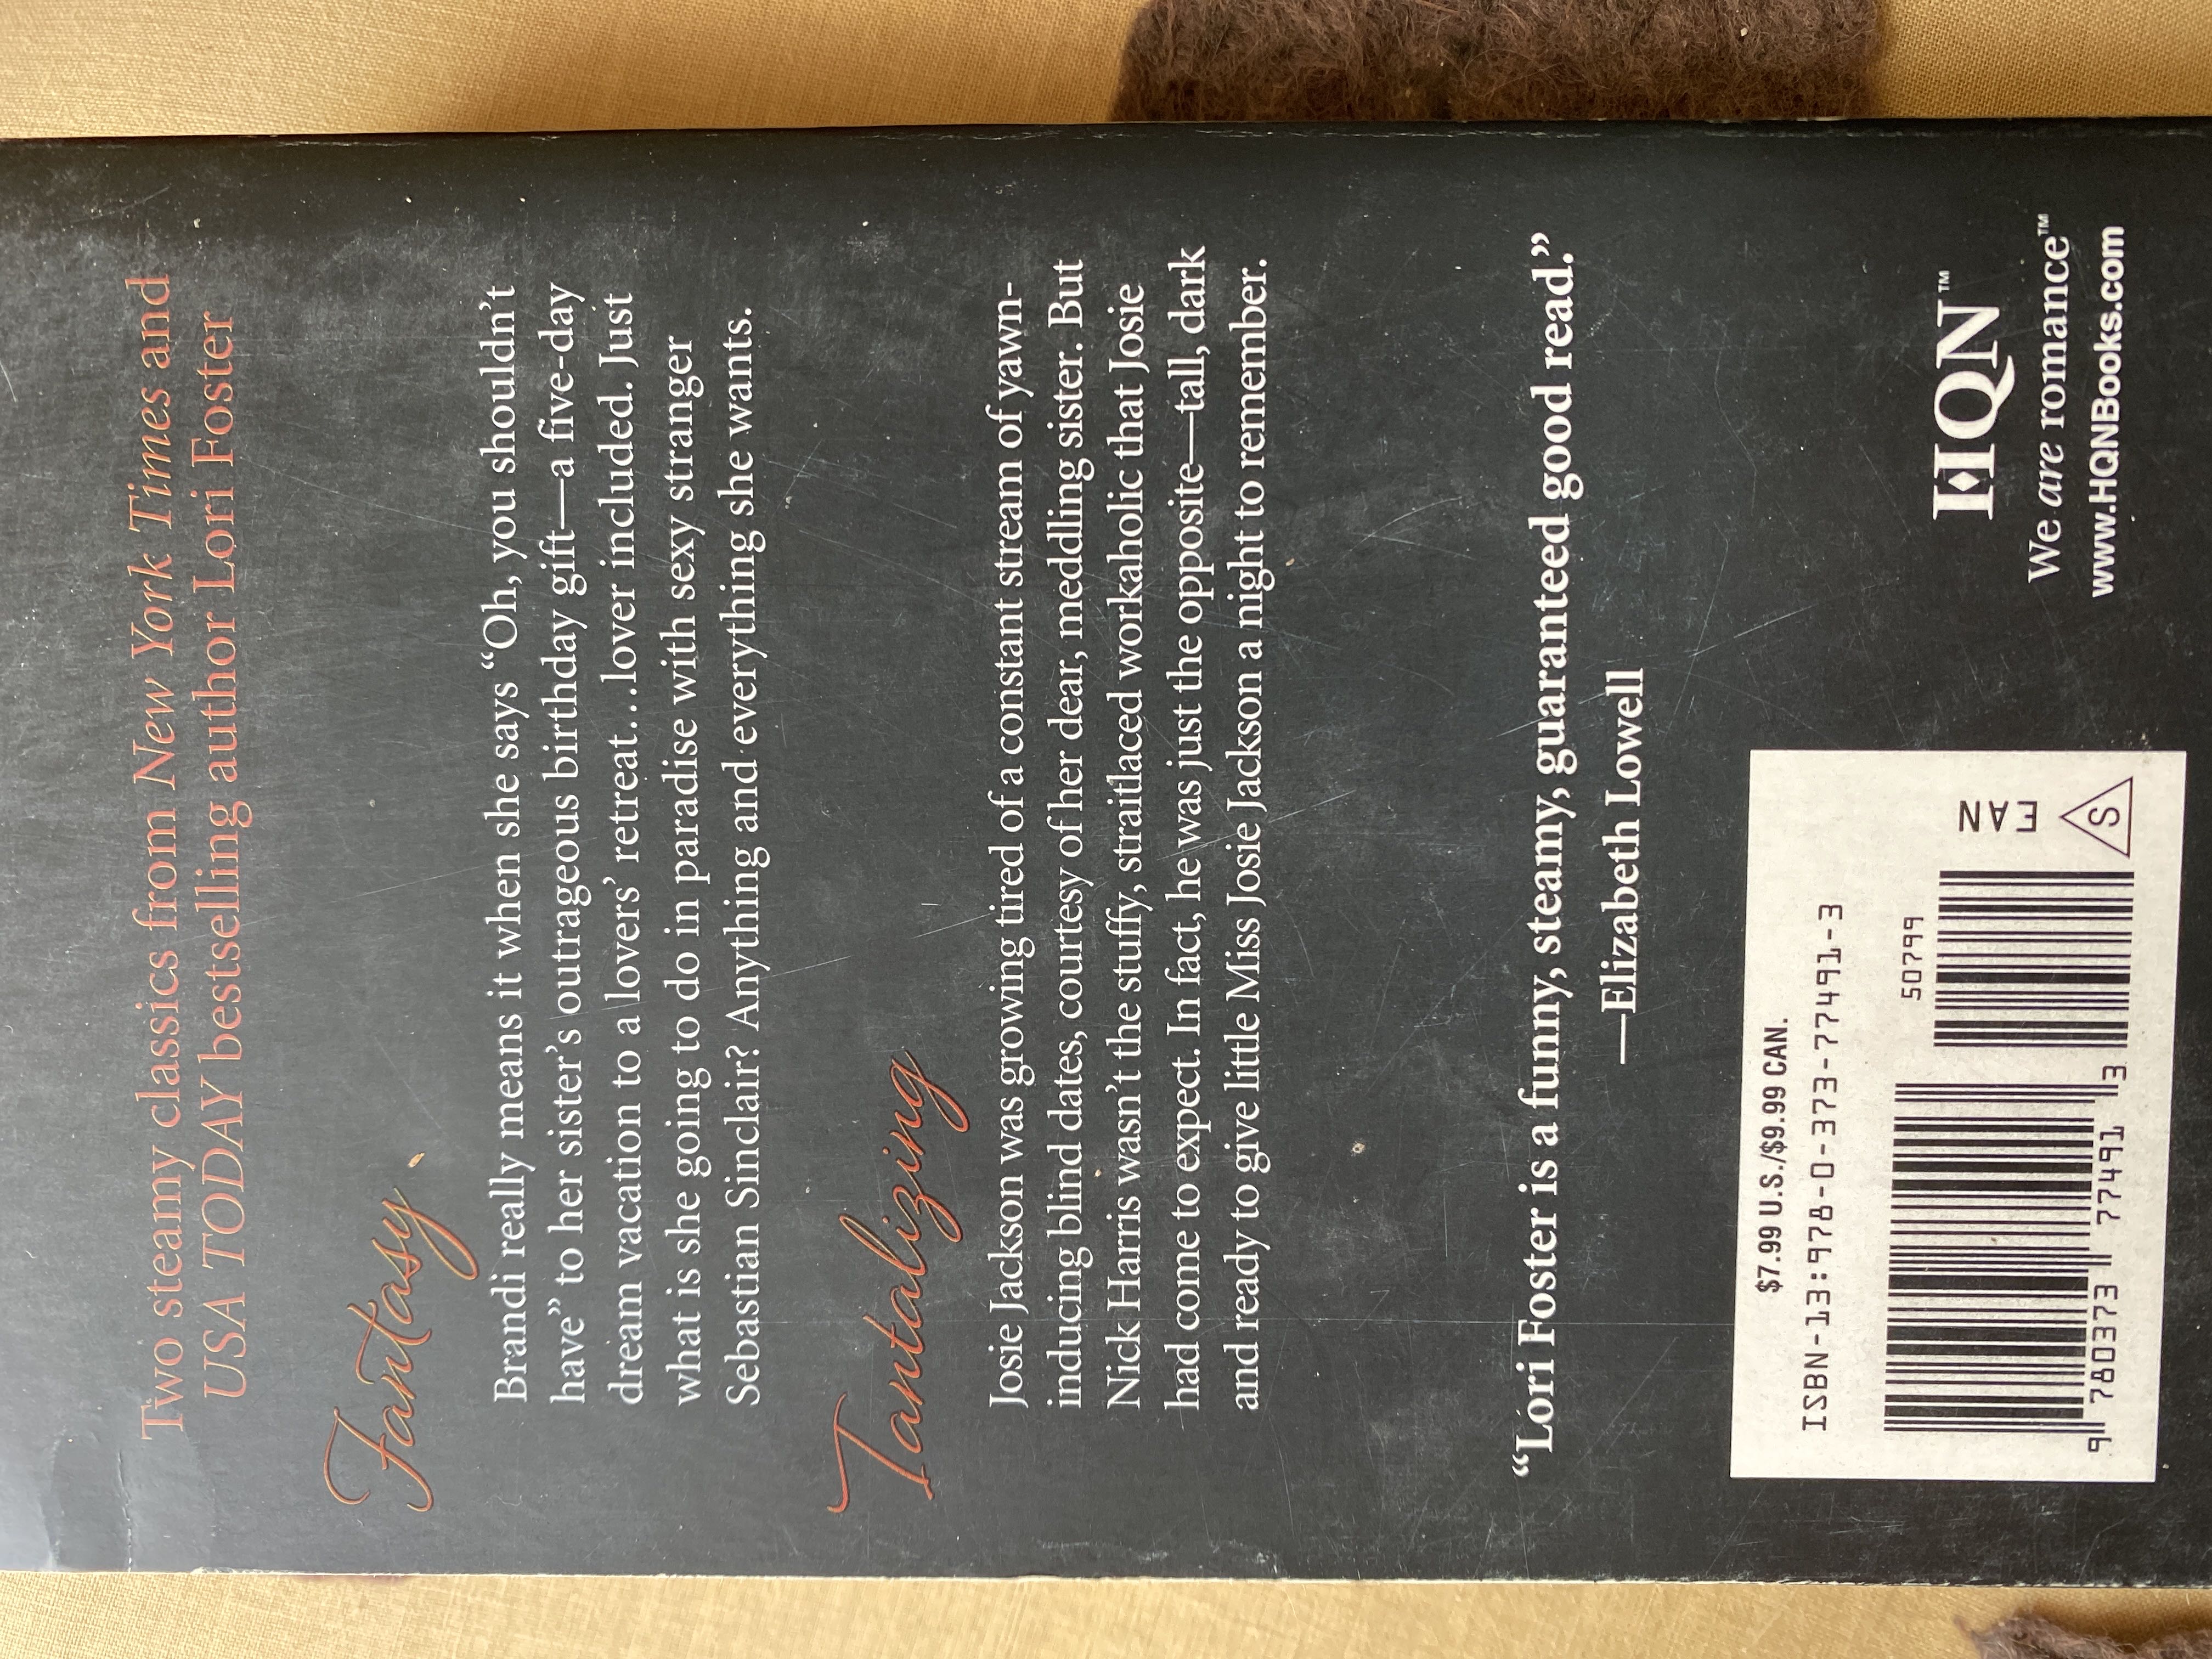 Two steamy classics from New York Times and
USA TODAY bestselling author Lori Foster
Fantasy
Brandi really means it when she says “Oh, you shouldn’t
have” to her sister’s outrageous birthday gift—a five-day
dream vacation to a lovers’ retreat…lover included. Just
what is she going to do in paradise with sexy stranger
Sebastian Sinclair? Anything and everything she wants.
Tantalizing
Josie Jackson was growing tired of a constant stream of yawn-
inducing blind dates, courtesy of her dear, meddling sister. But
Nick Harris wasn’t the stuffy, straitlaced workaholic that Josie
had come to expect. In fact, he was just the opposite—tall, dark
and ready to give little Miss Josie Jackson a night to remember.
“Lori Foster is a funny, steamy, guaranteed good read.”
—Elizabeth Lowell
$7.99 U.S./$9.99 CAN.
ISBN-13:978-0-373-77491-3
50799
9 780373 774913
EAN
S
HQN™
We are romance™
www.HQNBooks.com